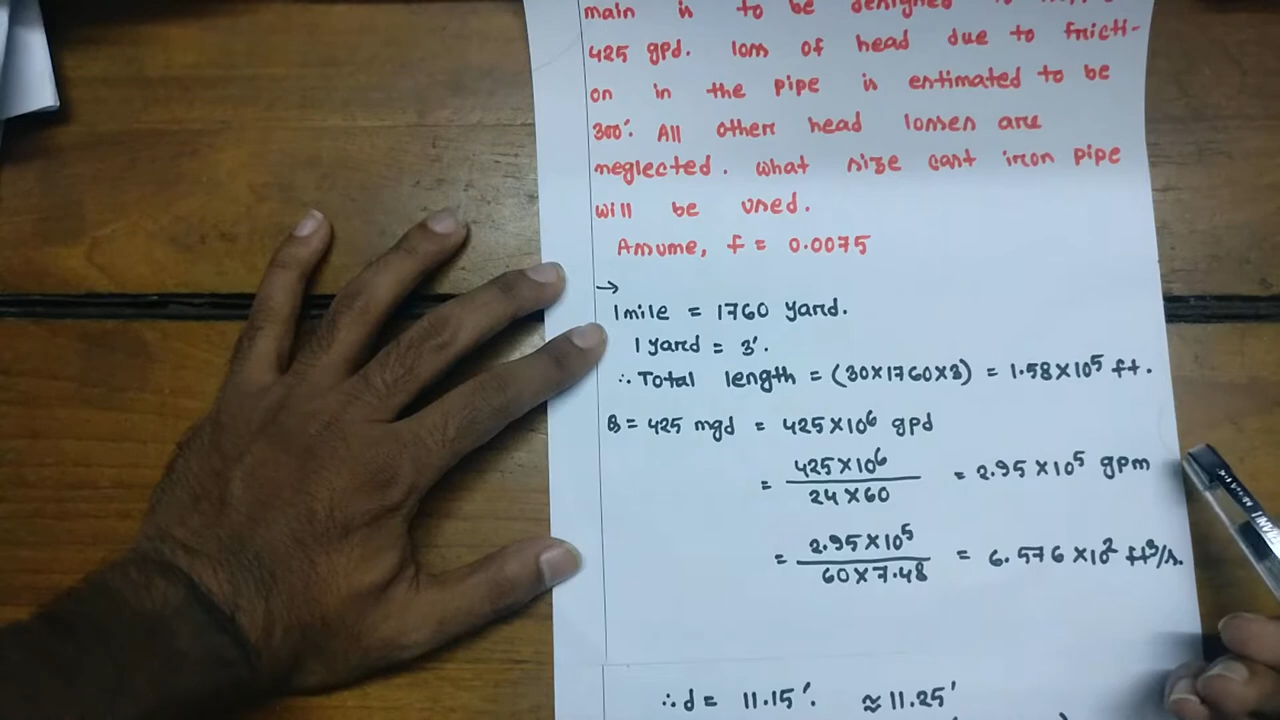 main is to be designed to
425 gpd. loss of head due to fricti-
on in the pipe is estimated to be
300'. All other head losses are
neglected. what size cast iron pipe
will be used.
Assume, f = 0.0075
→
1 mile = 1760 yard.
1 yard = 3'.
∴ Total length = (30×1760×3) = 1.58×10⁵ ft.
Q = 425 mgd = 425×10⁶ gpd
= 425×10⁶ / 24×60 = 2.95×10⁵ gpm
= 2.95×10⁵ / 60×7.48 = 6.576×10² ft³/s.
∴ d = 11.15'. ≈ 11.25'